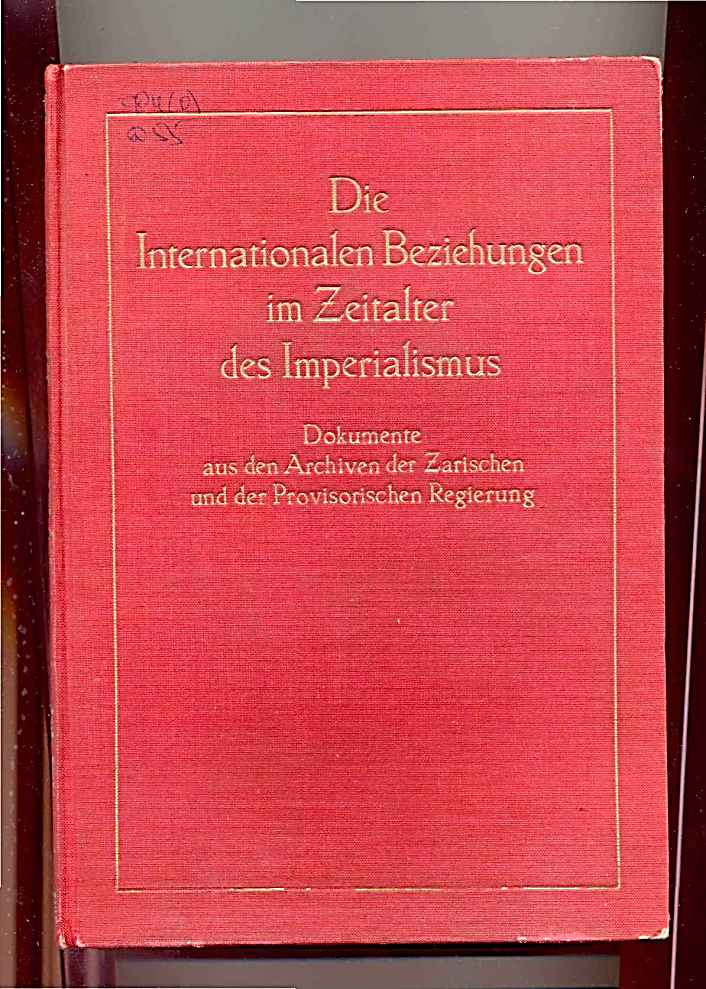 Die
Internationalen Beziehungen
im Zeitalter
des Imperialismus
Dokumente
aus den Archiven der Zarischen
und der Provisorischen Regierung